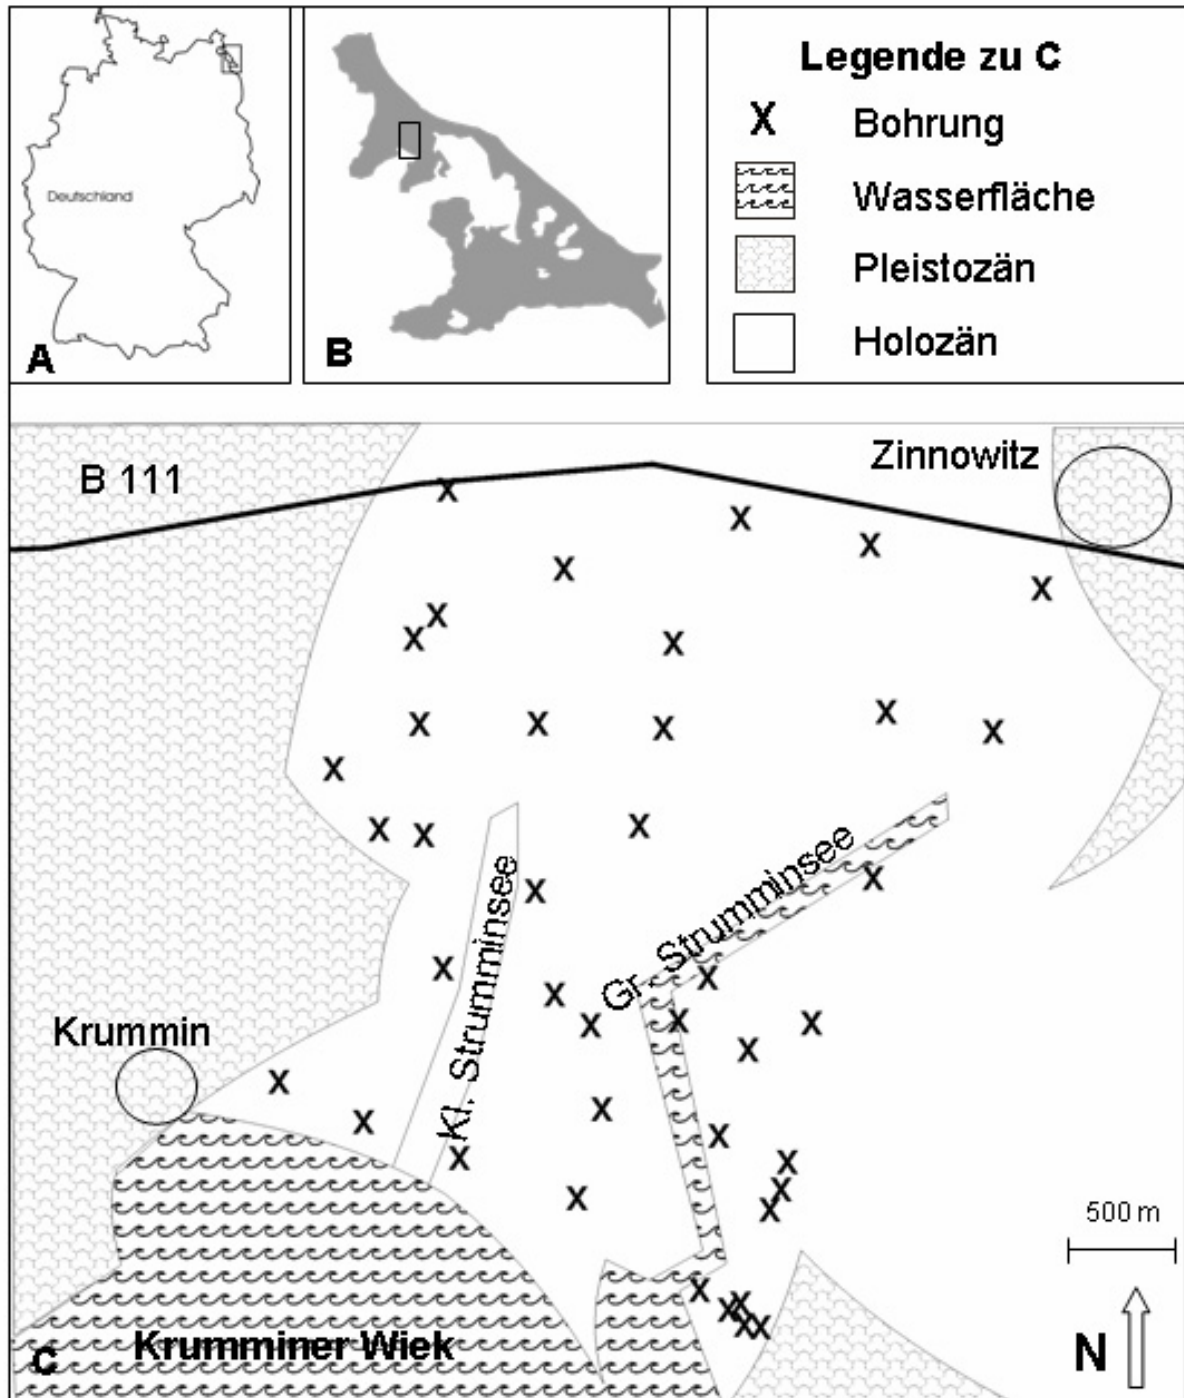 Deutschland
A
B
Legende zu C
X Bohrung
Wasserfläche
Pleistozän
Holozän
B 111
Zinnowitz
Kl. Strumminsee
Gr. Strumminsee
Krummin
500 m
Krumminer Wiek
C
N